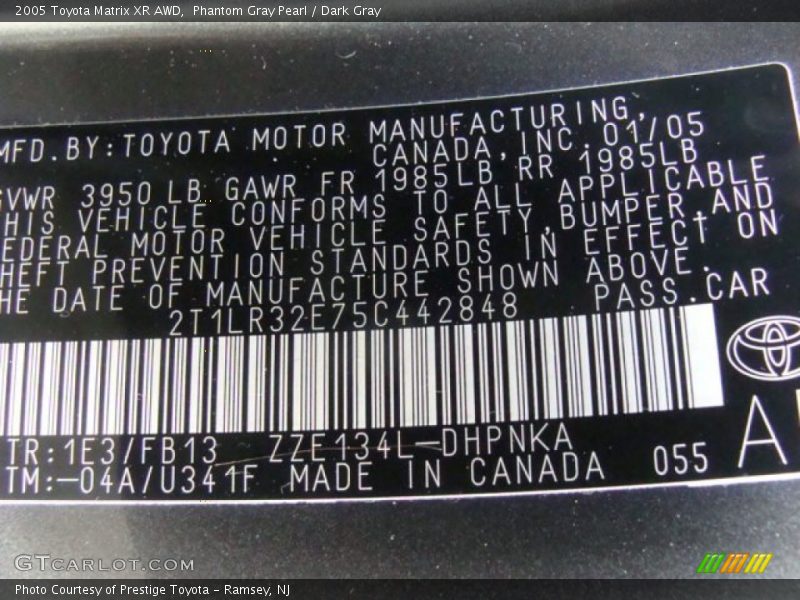 2005 Toyota Matrix XR AWD, Phantom Gray Pearl / Dark Gray
MFD.BY:TOYOTA MOTOR MANUFACTURING,
CANADA,INC.01/05
GVWR 3950LB GAWR FR 1985LB RR 1985LB
HIS VEHICLE CONFORMS TO ALL APPLICABLE
EDERAL MOTOR VEHICLE SAFETY,BUMPER AND
HEFT PREVENTION STANDARDS IN EFFECT ON
HE DATE OF MANUFACTURE SHOWN ABOVE.
2T1LR32E75C442848 PASS.CAR
TR:1E3/FB13 ZZE134L-DHPNKA
TM:-04A/U341F MADE IN CANADA 055 A
GTCARLOT.COM
Photo Courtesy of Prestige Toyota - Ramsey, NJ